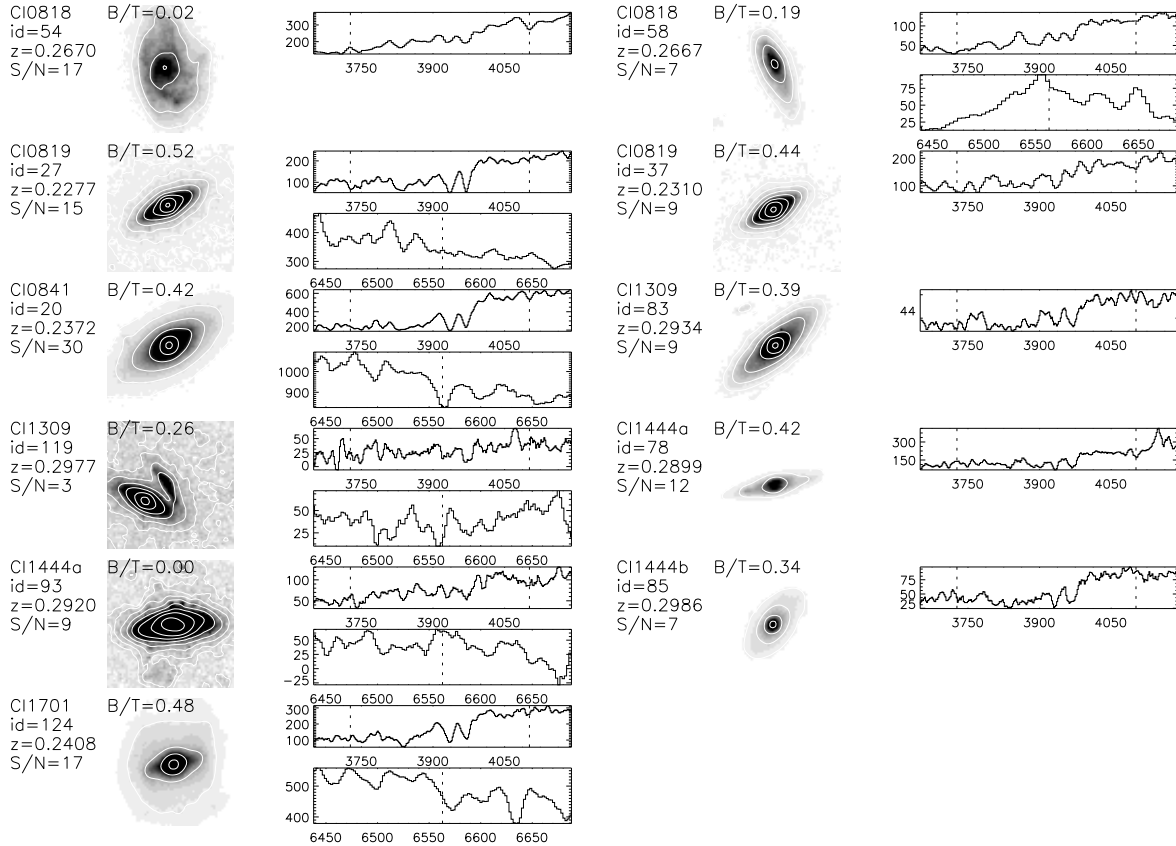 Cl0818 B/T=0.02
id=54
z=0.2670
S/N=17
300
200
3750 3900 4050
Cl0818 B/T=0.19
id=58
z=0.2667
S/N=7
100
50
3750 3900 4050
75
50
25
6450 6500 6550 6600 6650
Cl0819 B/T=0.52
id=27
z=0.2277
S/N=15
200
100
3750 3900 4050
400
300
6450 6500 6550 6600 6650
Cl0819 B/T=0.44
id=37
z=0.2310
S/N=9
200
100
3750 3900 4050
Cl0841 B/T=0.42
id=20
z=0.2372
S/N=30
600
400
200
3750 3900 4050
1000
900
6450 6500 6550 6600 6650
Cl1309 B/T=0.39
id=83
z=0.2934
S/N=9
44
3750 3900 4050
Cl1309 B/T=0.26
id=119
z=0.2977
S/N=3
50
25
0
3750 3900 4050
50
25
6450 6500 6550 6600 6650
Cl1444a B/T=0.42
id=78
z=0.2899
S/N=12
300
150
3750 3900 4050
Cl1444a B/T=0.00
id=93
z=0.2920
S/N=9
100
50
3750 3900 4050
50
25
0
−25
6450 6500 6550 6600 6650
Cl1444b B/T=0.34
id=85
z=0.2986
S/N=7
75
50
25
3750 3900 4050
Cl1701 B/T=0.48
id=124
z=0.2408
S/N=17
300
200
100
3750 3900 4050
500
400
6450 6500 6550 6600 6650